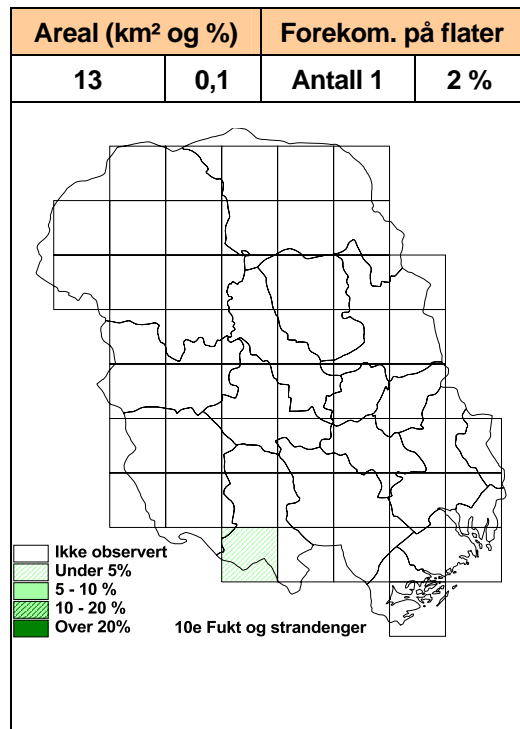 Areal (km² og %) Forekom. på flater
13 0,1 Antall 1 2 %
Ikke observert
Under 5%
5 - 10 %
10 - 20 %
Over 20% 10e Fukt og strandenger